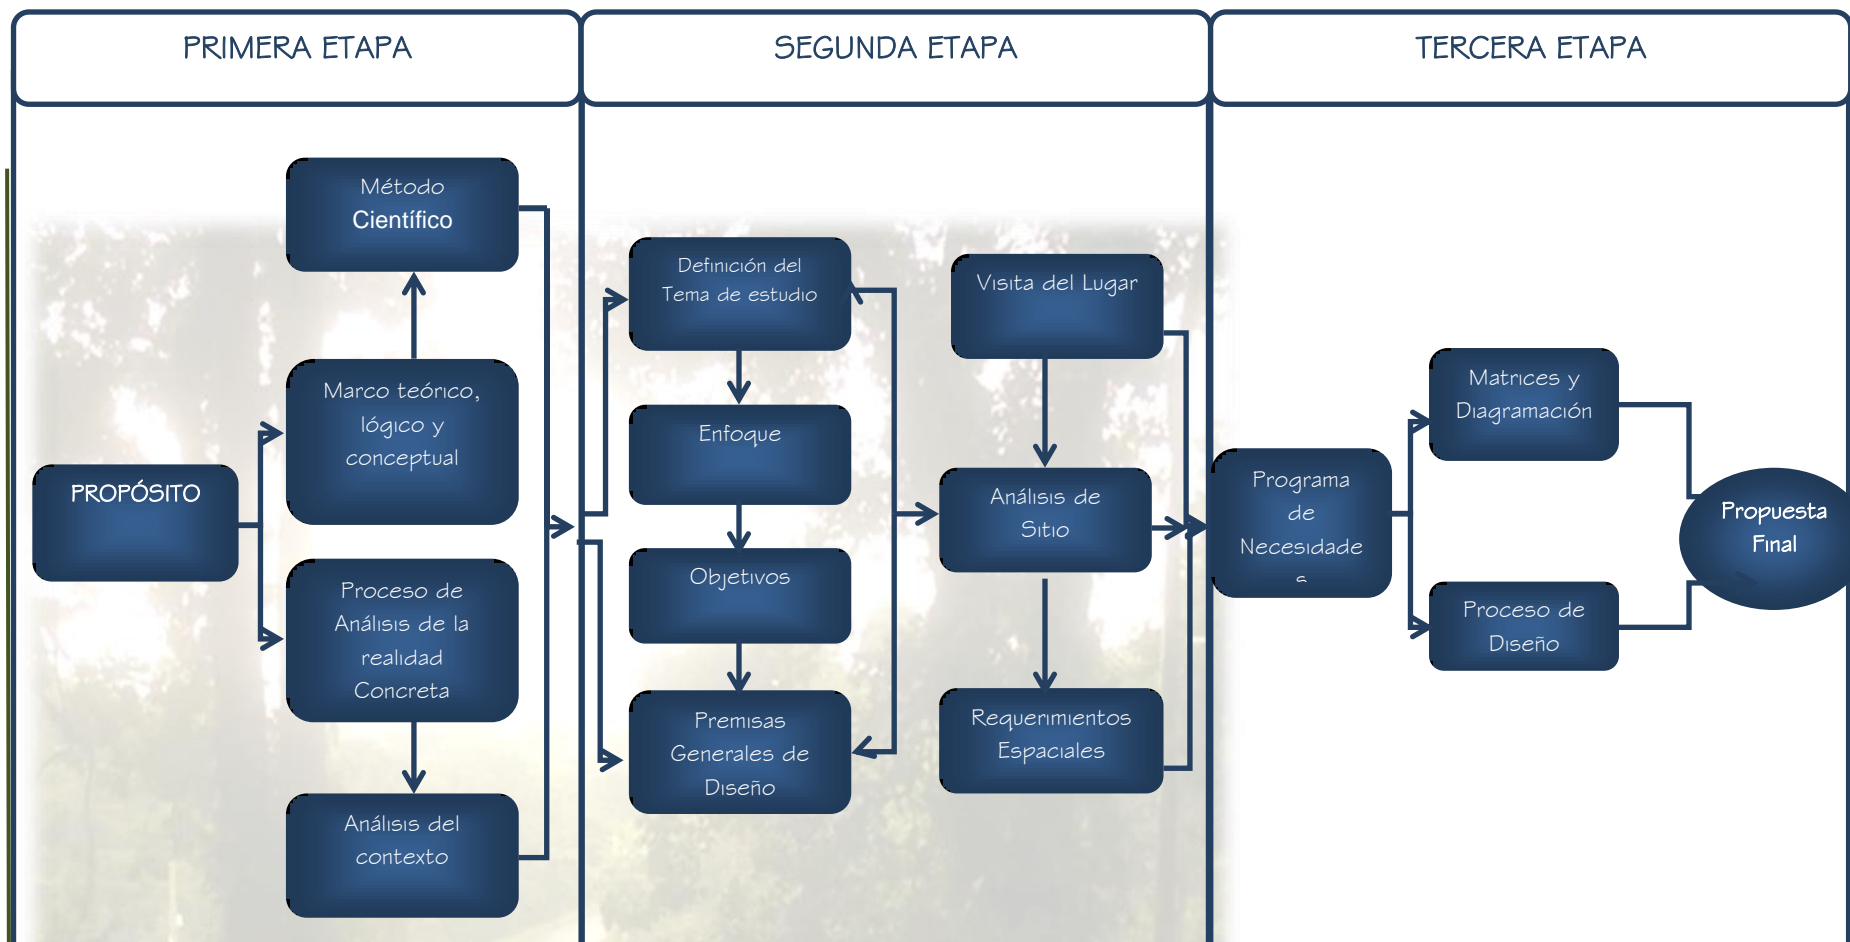 PRIMERA ETAPA
SEGUNDA ETAPA
TERCERA ETAPA
Método
Científico
Marco teórico,
lógico y
conceptual
PROPÓSITO
Proceso de
Análisis de la
realidad
Concreta
Análisis del
contexto
Definición del
Tema de estudio
Enfoque
Objetivos
Premisas
Generales de
Diseño
Visita del Lugar
Análisis de
Sitio
Requerimientos
Espaciales
Programa
de
Necesidade
s
Matrices y
Diagramación
Proceso de
Diseño
Propuesta
Final